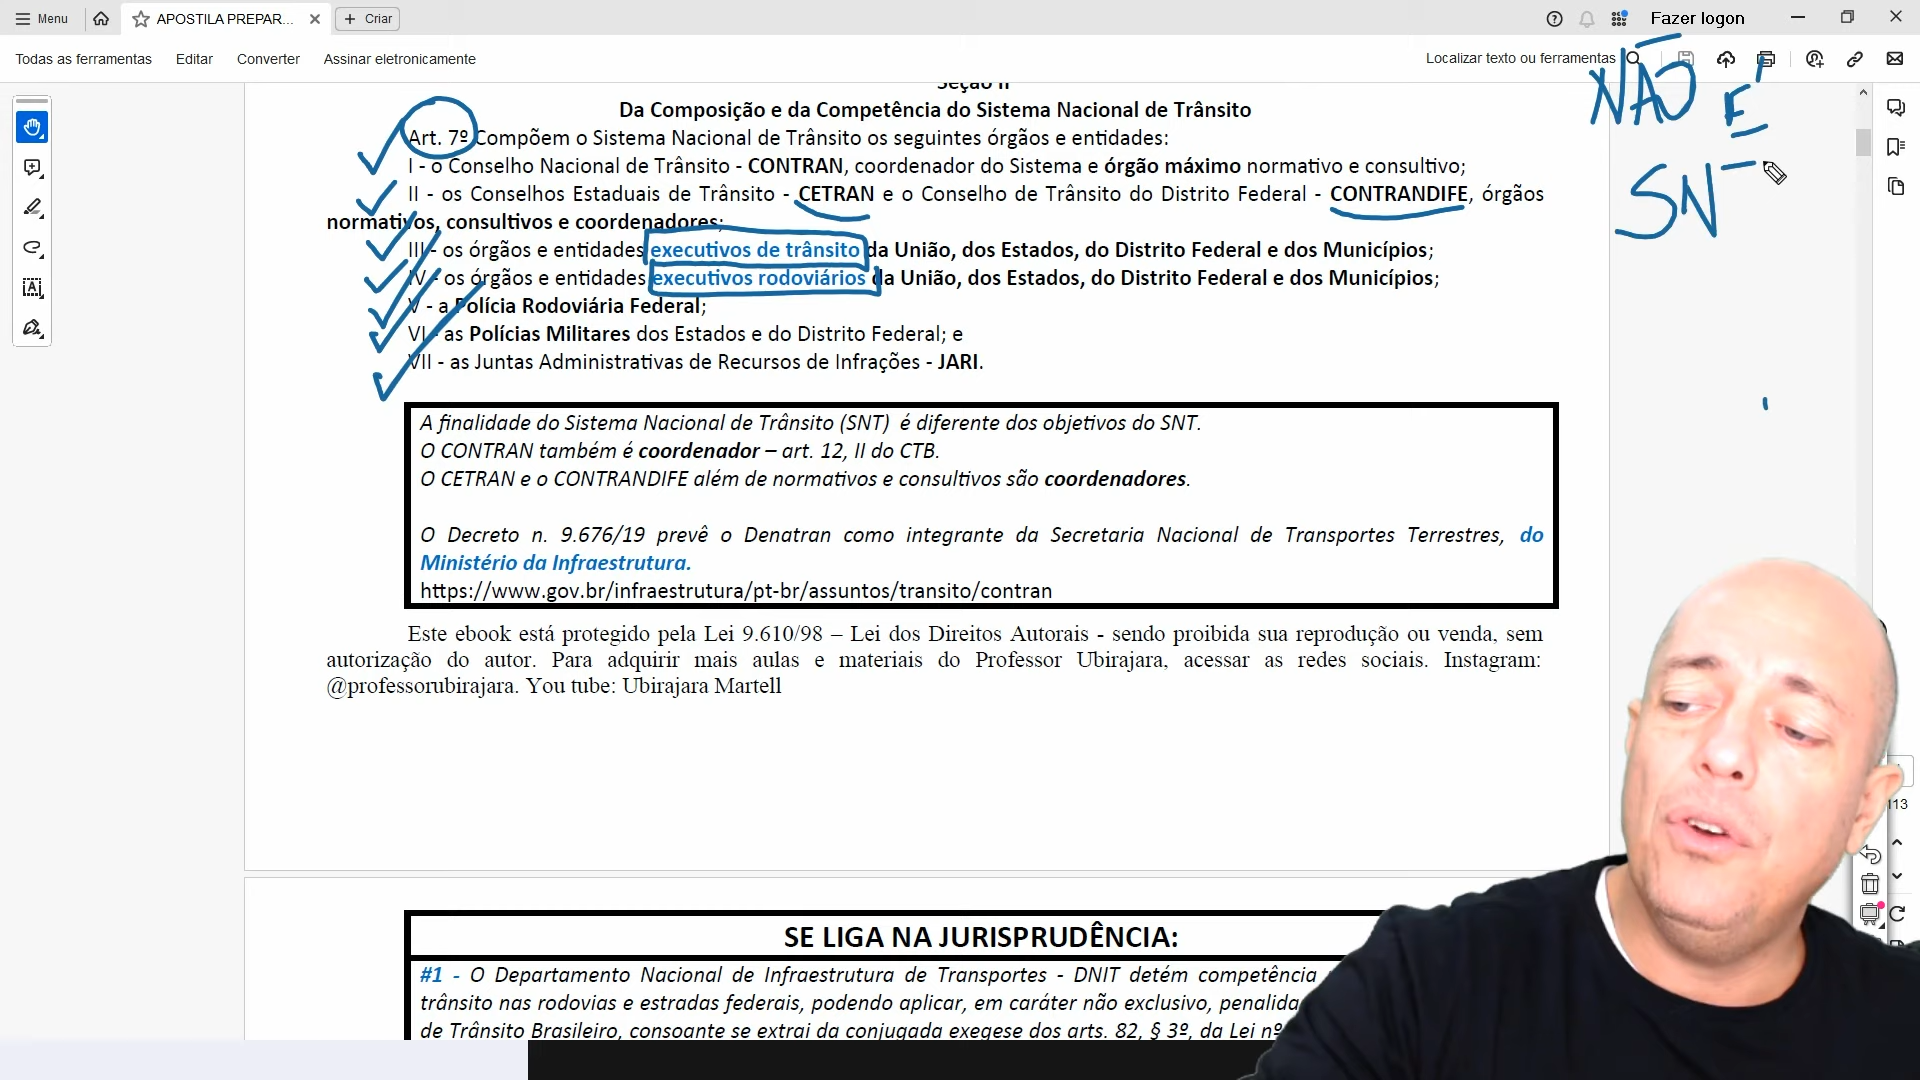 Menu
APOSTILA PREPAR...
Criar
Fazer logon
Todas as ferramentas
Editar
Converter
Assinar eletronicamente
Localizar texto ou ferramentas
NÃO É
SNT
Seção II
Da Composição e da Competência do Sistema Nacional de Trânsito
Art. 7º Compõem o Sistema Nacional de Trânsito os seguintes órgãos e entidades:
I - o Conselho Nacional de Trânsito - CONTRAN, coordenador do Sistema e órgão máximo normativo e consultivo;
II - os Conselhos Estaduais de Trânsito - CETRAN e o Conselho de Trânsito do Distrito Federal - CONTRANDIFE, órgãos
normativos, consultivos e coordenadores;
III - os órgãos e entidades executivos de trânsito da União, dos Estados, do Distrito Federal e dos Municípios;
IV - os órgãos e entidades executivos rodoviários da União, dos Estados, do Distrito Federal e dos Municípios;
V - a Polícia Rodoviária Federal;
VI - as Polícias Militares dos Estados e do Distrito Federal; e
VII - as Juntas Administrativas de Recursos de Infrações - JARI.
A finalidade do Sistema Nacional de Trânsito (SNT) é diferente dos objetivos do SNT.
O CONTRAN também é coordenador – art. 12, II do CTB.
O CETRAN e o CONTRANDIFE além de normativos e consultivos são coordenadores.
O Decreto n. 9.676/19 prevê o Denatran como integrante da Secretaria Nacional de Transportes Terrestres, do
Ministério da Infraestrutura.
https://www.gov.br/infraestrutura/pt-br/assuntos/transito/contran
Este ebook está protegido pela Lei 9.610/98 – Lei dos Direitos Autorais - sendo proibida sua reprodução ou venda, sem
autorização do autor. Para adquirir mais aulas e materiais do Professor Ubirajara, acessar as redes sociais. Instagram:
@professorubirajara. You tube: Ubirajara Martell
113
SE LIGA NA JURISPRUDÊNCIA:
#1 - O Departamento Nacional de Infraestrutura de Transportes - DNIT detém competência
trânsito nas rodovias e estradas federais, podendo aplicar, em caráter não exclusivo,
de Trânsito Brasileiro, consoante se extrai da conjugada exegese dos arts. 82, § 3º, da Lei nº